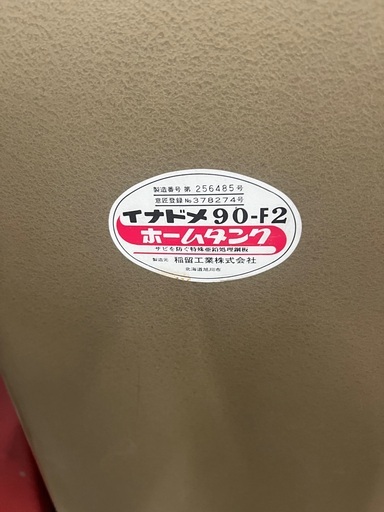 製造番号 第 256485号
意匠登録 No378274号
イナドメ 90-F2
ホームタンク
サビを防ぐ特殊亜鉛処理鋼板
製造元 稲留工業株式会社
北海道旭川市